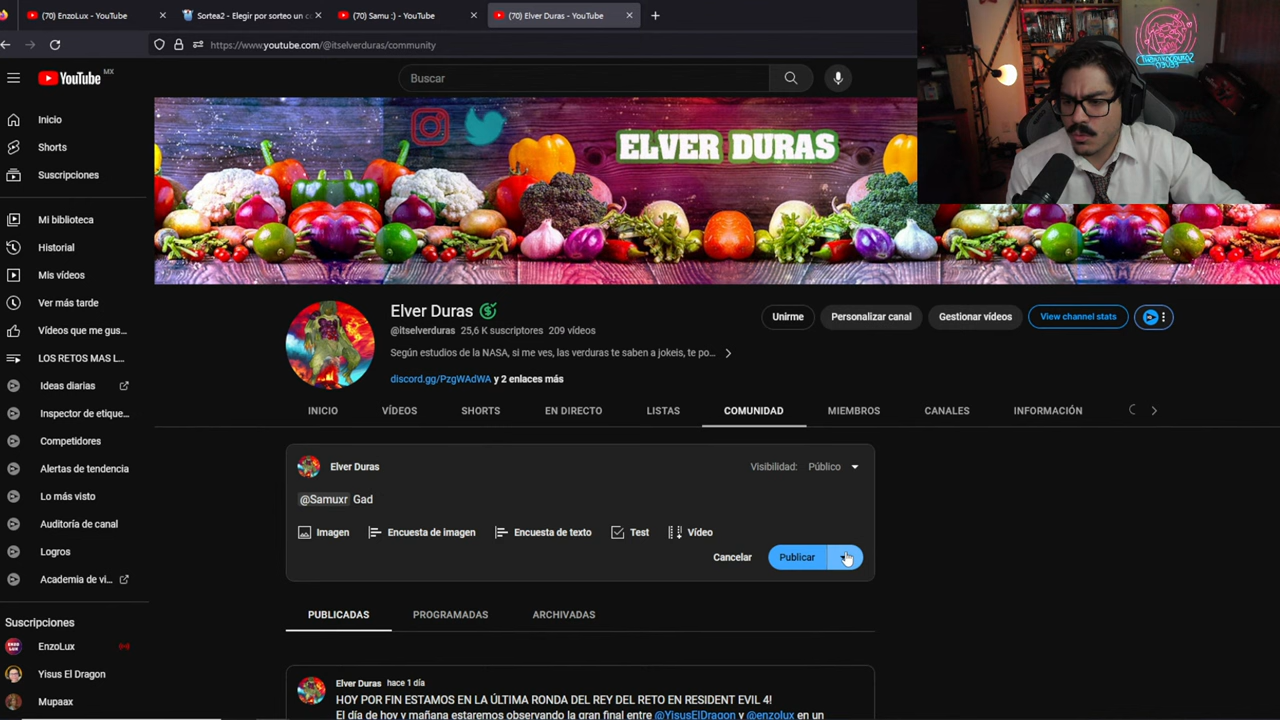 (70) EnzoLux - YouTube
Sortea2 - Elegir por sorteo un co
(70) Samu :) - YouTube
(70) Elver Duras - YouTube
https://www.youtube.com/@itselverduras/community
YouTube MX
Buscar
Inicio
Shorts
Suscripciones
Mi biblioteca
Historial
Mis vídeos
Ver más tarde
Vídeos que me gus...
LOS RETOS MAS L...
Ideas diarias
Inspector de etique...
Competidores
Alertas de tendencia
Lo más visto
Auditoría de canal
Logros
Academia de vi...
Suscripciones
EnzoLux
Yisus El Dragon
Mupaax
ELVER DURAS
Elver Duras
@itselverduras 25,6 K suscriptores 209 vídeos
Según estudios de la NASA, si me ves, las verduras te saben a jokeis, te po...
discord.gg/PzgWAdWA y 2 enlaces más
Unirme
Personalizar canal
Gestionar vídeos
View channel stats
INICIO
VÍDEOS
SHORTS
EN DIRECTO
LISTAS
COMUNIDAD
MIEMBROS
CANALES
INFORMACIÓN
Elver Duras
Visibilidad: Público
@Samuxr Gad
Imagen
Encuesta de imagen
Encuesta de texto
Test
Vídeo
Cancelar
Publicar
PUBLICADAS
PROGRAMADAS
ARCHIVADAS
Elver Duras hace 1 día
HOY POR FIN ESTAMOS EN LA ÚLTIMA RONDA DEL REY DEL RETO EN RESIDENT EVIL 4!
El día de hoy y mañana estaremos observando la gran final entre @YisusElDragon y @enzolux en un